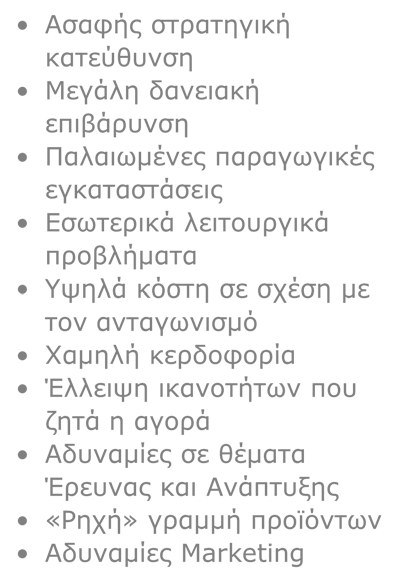 • Ασαφής στρατηγική
κατεύθυνση
• Μεγάλη δανειακή
επιβάρυνση
• Παλαιωμένες παραγωγικές
εγκαταστάσεις
• Εσωτερικά λειτουργικά
προβλήματα
• Υψηλά κόστη σε σχέση με
τον ανταγωνισμό
• Χαμηλή κερδοφορία
• Έλλειψη ικανοτήτων που
ζητά η αγορά
• Αδυναμίες σε θέματα
Έρευνας και Ανάπτυξης
• «Ρηχή» γραμμή προϊόντων
• Αδυναμίες Marketing